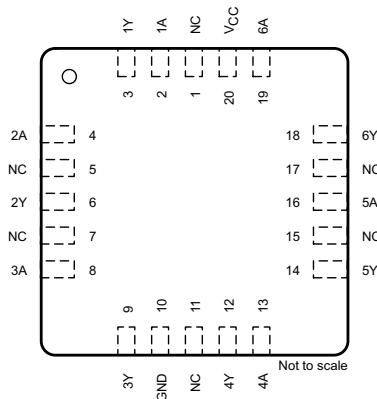 1Y 1A NC VCC 6A
3 2 1 20 19
2A 4 18 6Y
NC 5 17 NC
2Y 6 16 5A
NC 7 15 NC
3A 8 14 5Y
9 10 11 12 13
Not to scale
3Y GND NC 4Y 4A